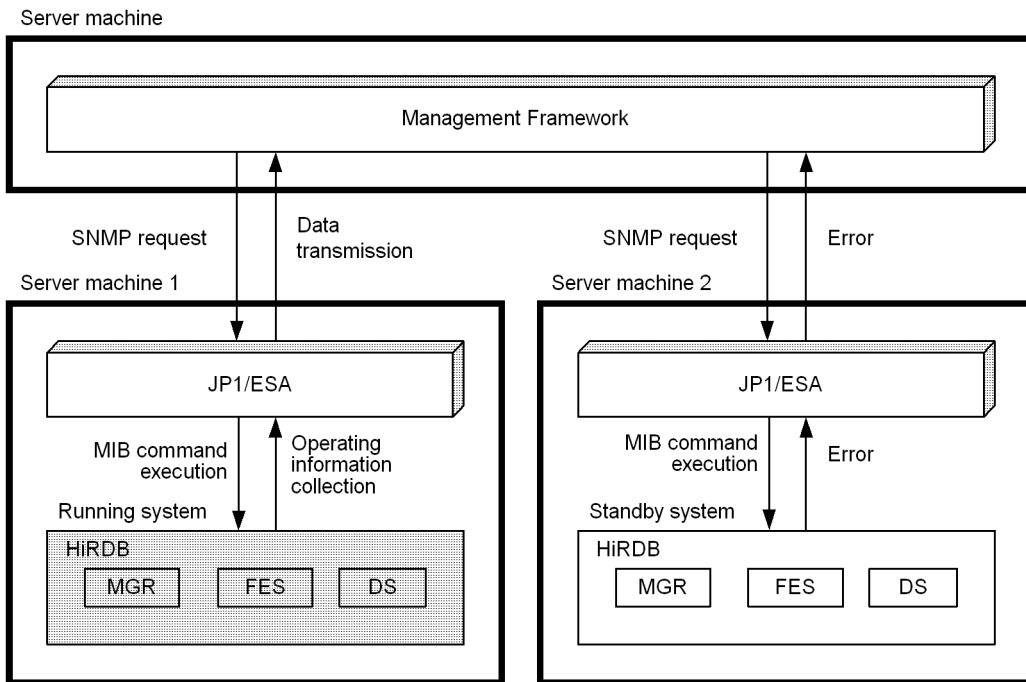 Server machine
Management Framework
SNMP request
Data
transmission
SNMP request
Error
Server machine 1
Server machine 2
JP1/ESA
JP1/ESA
MIB command
execution
Operating
information
collection
MIB command
execution
Error
Running system
Standby system
HiRDB
MGR
FES
DS
HiRDB
MGR
FES
DS